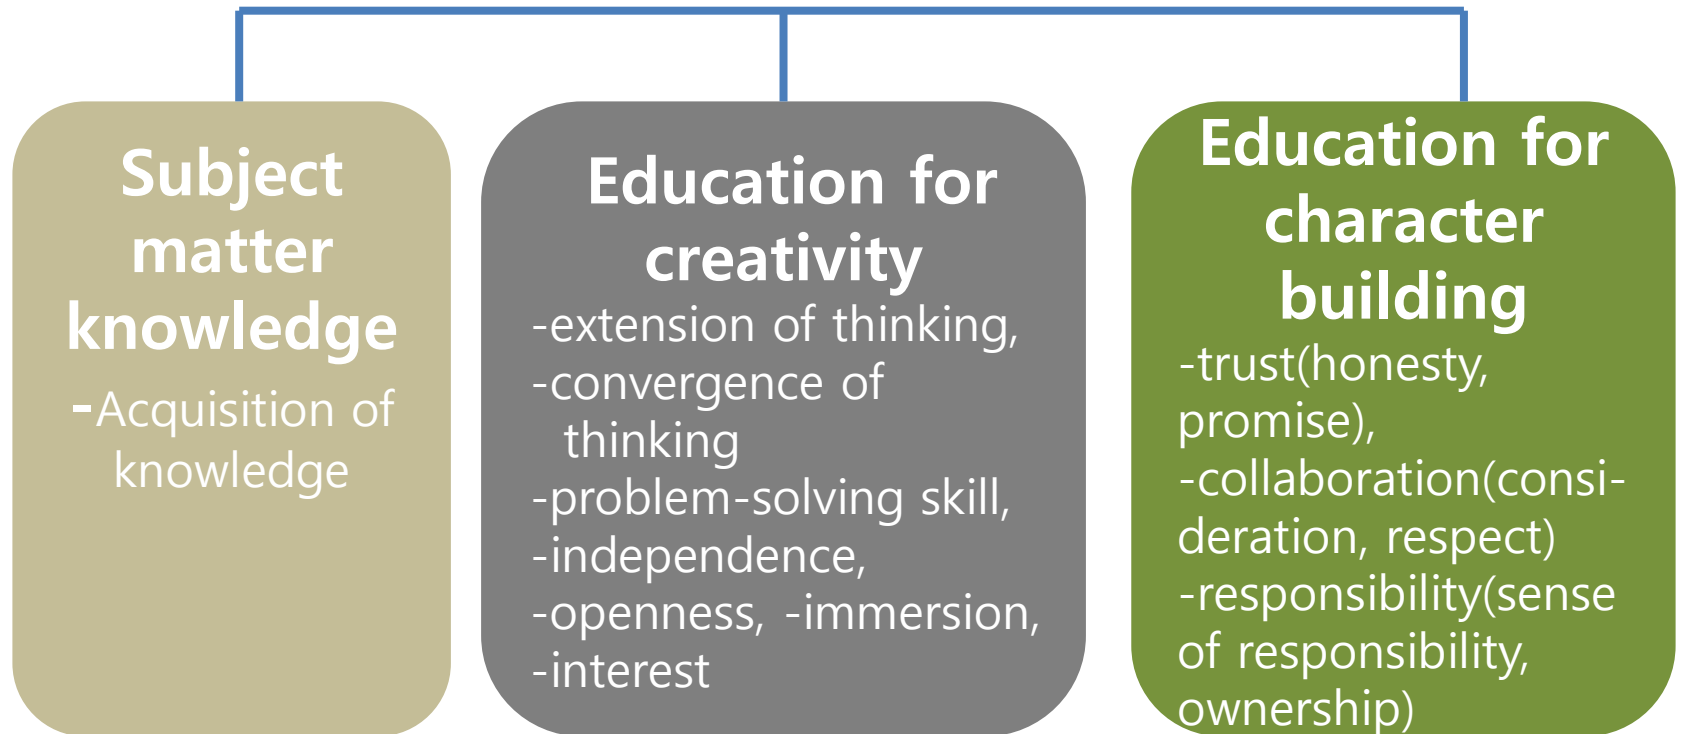 Subject
matter
knowledge
-Acquisition of
knowledge
Education for
creativity
-extension of thinking,
-convergence of
thinking
-problem-solving skill,
-independence,
-openness, -immersion,
-interest
Education for
character
building
-trust(honesty,
promise),
-collaboration(consi-
deration, respect)
-responsibility(sense
of responsibility,
ownership)